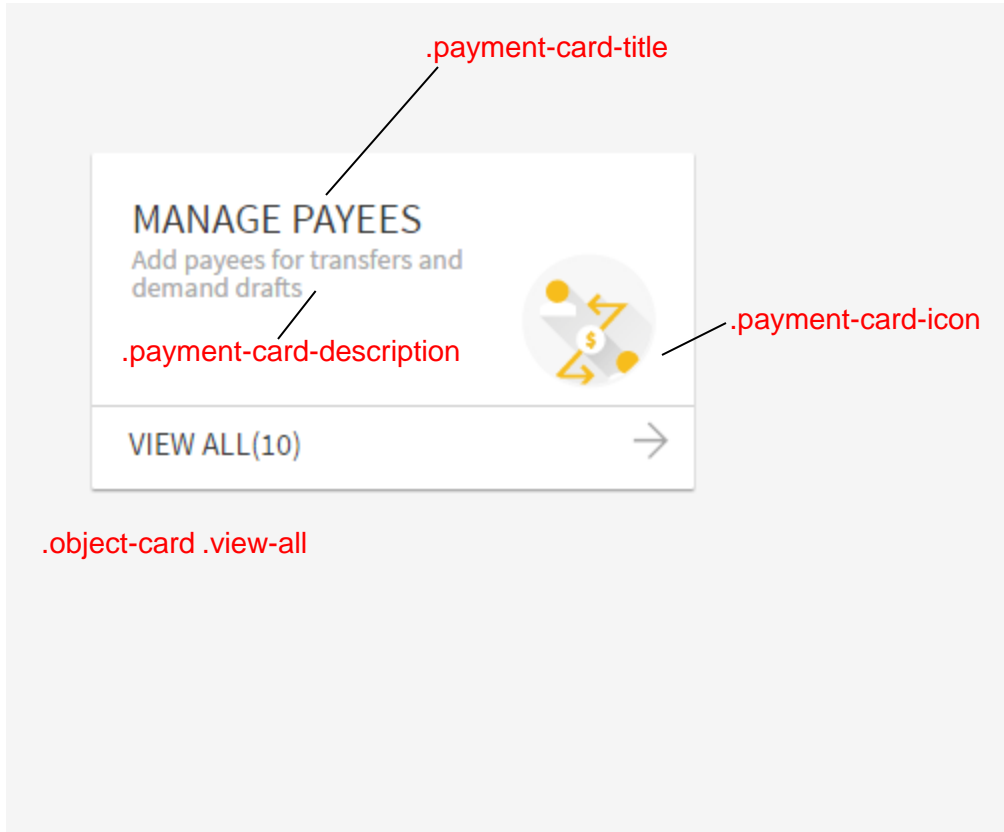 .payment-card-title
MANAGE PAYEES
Add payees for transfers and
demand drafts
$
.payment-card-icon
.payment-card-description
VIEW ALL(10)
.object-card .view-all